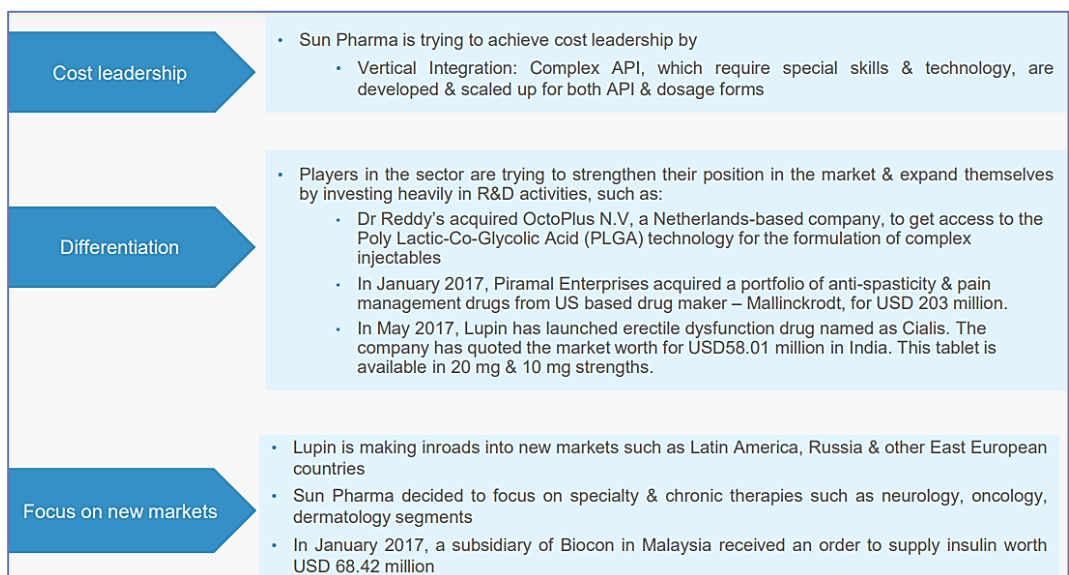 Cost leadership
• Sun Pharma is trying to achieve cost leadership by
• Vertical Integration: Complex API, which require special skills & technology, are
developed & scaled up for both API & dosage forms
Differentiation
• Players in the sector are trying to strengthen their position in the market & expand themselves
by investing heavily in R&D activities, such as:
• Dr Reddy's acquired OctoPlus N.V, a Netherlands-based company, to get access to the
Poly Lactic-Co-Glycolic Acid (PLGA) technology for the formulation of complex
injectables
• In January 2017, Piramal Enterprises acquired a portfolio of anti-spasticity & pain
management drugs from US based drug maker – Mallinckrodt, for USD 203 million.
• In May 2017, Lupin has launched erectile dysfunction drug named as Cialis. The
company has quoted the market worth for USD58.01 million in India. This tablet is
available in 20 mg & 10 mg strengths.
Focus on new markets
• Lupin is making inroads into new markets such as Latin America, Russia & other East European
countries
• Sun Pharma decided to focus on specialty & chronic therapies such as neurology, oncology,
dermatology segments
• In January 2017, a subsidiary of Biocon in Malaysia received an order to supply insulin worth
USD 68.42 million